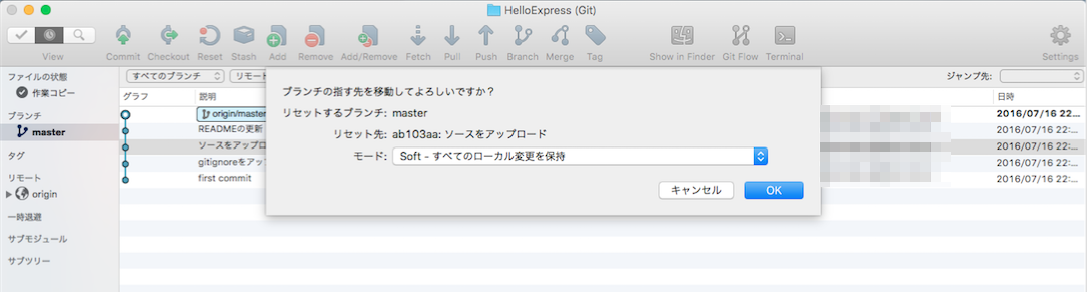 HelloExpress (Git)
View Commit Checkout Reset Stash Add Remove Add/Remove Fetch Pull Push Branch Merge Tag Show in Finder Git Flow Terminal Settings
ファイルの状態
作業コピー
ブランチ
master
タグ
リモート
origin
一時退避
サブモジュール
サブツリー
すべてのブランチ リモート ジャンプ先:
グラフ 説明 日時
origin/master 2016/07/16 22...
READMEの更新 2016/07/16 22:...
ソースをアップロ 2016/07/16 22:...
gitignoreをアッ 2016/07/16 22:...
first commit 2016/07/16 22:...
ブランチの指す先を移動してよろしいですか？
リセットするブランチ: master
リセット先: ab103aa: ソースをアップロード
モード: Soft - すべてのローカル変更を保持
キャンセル OK